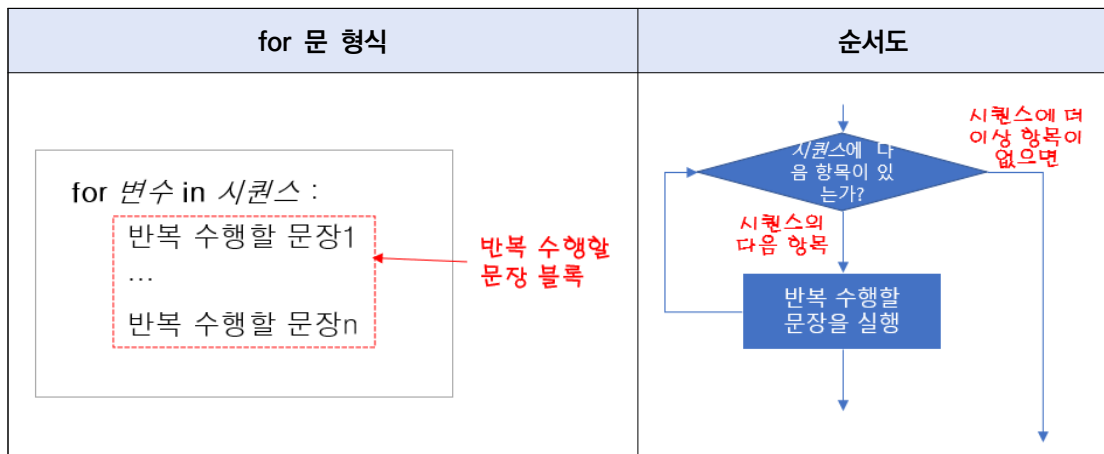 for 문 형식
순서도
for 변수 in 시퀀스 :
반복 수행할 문장1
...
반복 수행할 문장n
반복 수행할
문장 블록
시퀀스에 다
음 항목이 있
는가?
시퀀스에 더
이상 항목이
없으면
시퀀스의
다음 항목
반복 수행할
문장을 실행